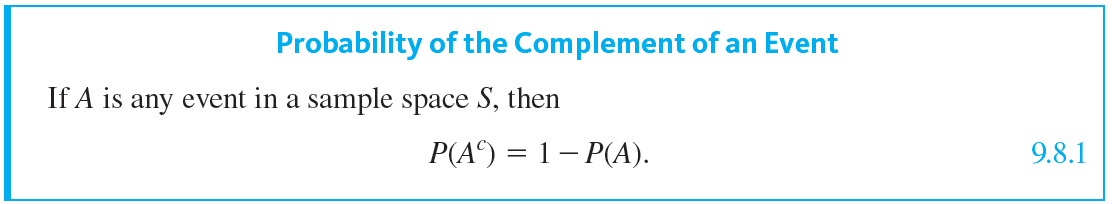 Probability of the Complement of an Event
If A is any event in a sample space S, then
P(Aᶜ) = 1 − P(A). 9.8.1